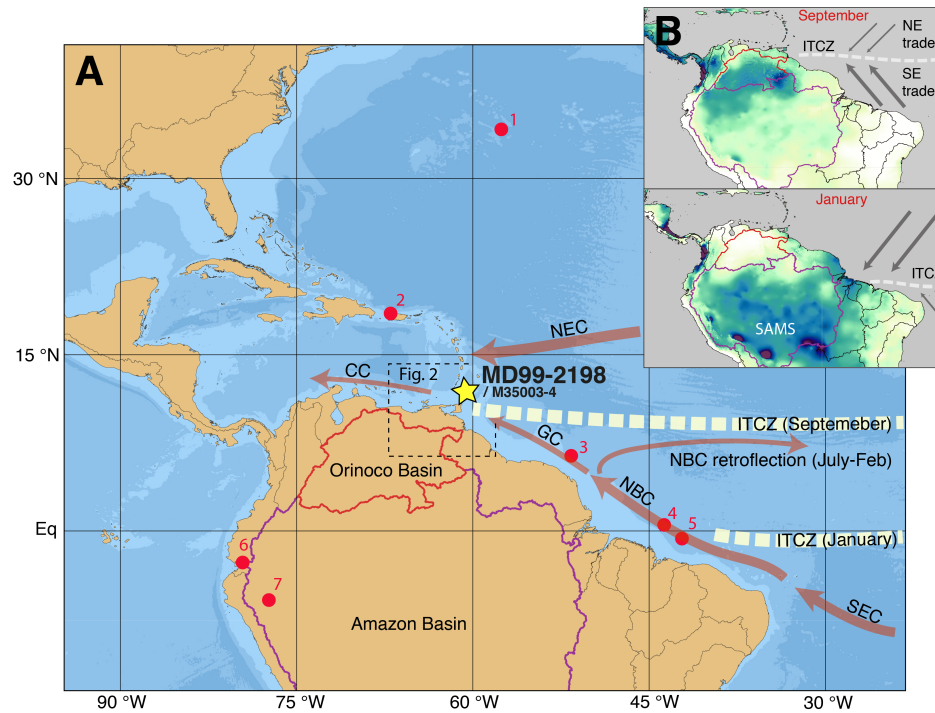 A
B
September
ITCZ
NE
trade
SE
trade
January
ITC
SAMS
1
30 °N
2
NEC
15 °N
CC
Fig. 2
MD99-2198
/ M35003-4
ITCZ (Septemeber)
GC
3
NBC retroflection (July-Feb)
Orinoco Basin
NBC
4
5
Eq
ITCZ (January)
6
7
SEC
Amazon Basin
90 °W
75 °W
60 °W
45 °W
30 °W